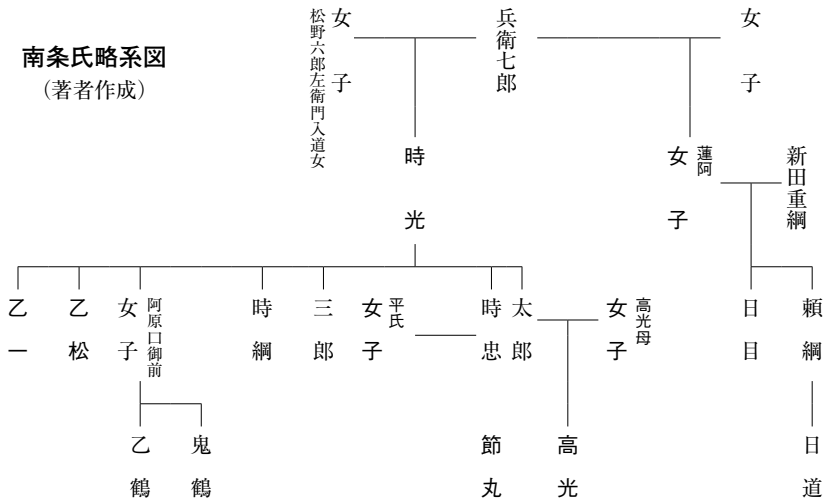 南条氏略系図
(著者作成)
女子
兵衛七郎
女子
松野六郎左衛門入道女
新田重綱
蓮阿
女子
時光
頼綱
日目
高光母
女子
太郎
時忠
平氏
女子
三郎
時綱
阿原口御前
女子
乙松
乙一
日道
高光
節丸
鬼鶴
乙鶴